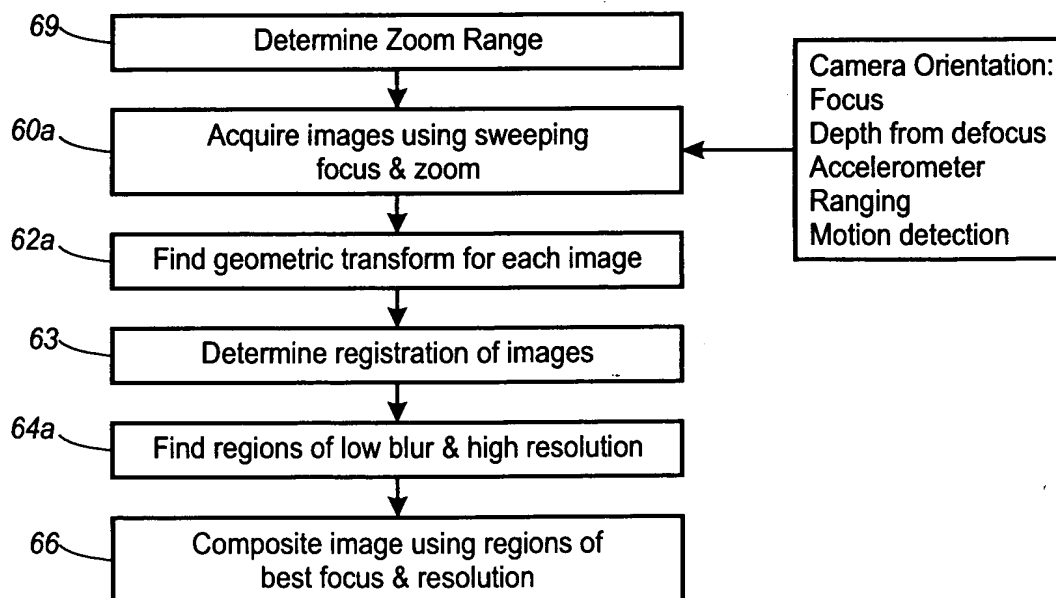 69
Determine Zoom Range
60a
Acquire images using sweeping
focus & zoom
62a
Find geometric transform for each image
63
Determine registration of images
64a
Find regions of low blur & high resolution
66
Composite image using regions of
best focus & resolution
Camera Orientation:
Focus
Depth from defocus
Accelerometer
Ranging
Motion detection